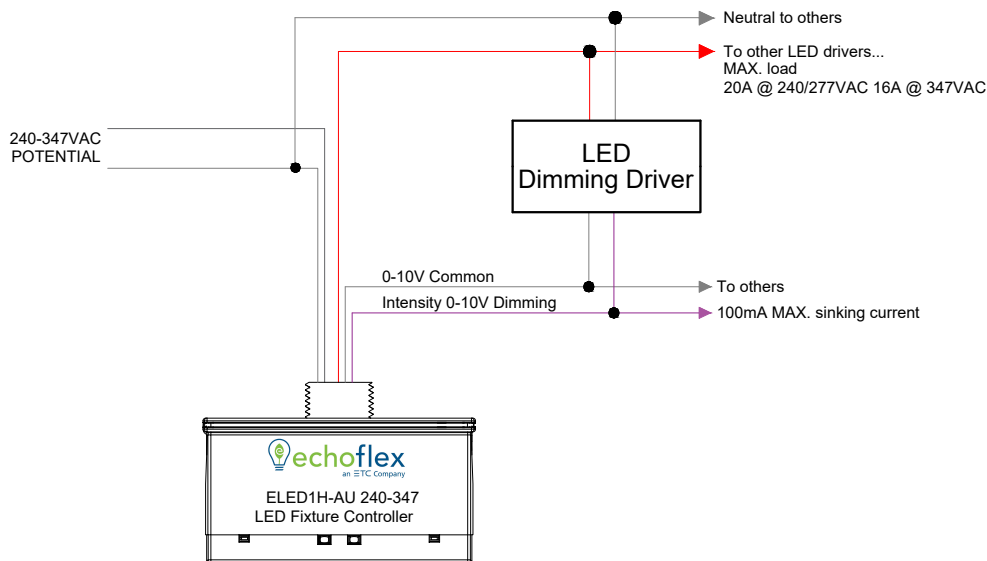 Neutral to others
To other LED drivers...
MAX. load
20A @ 240/277VAC 16A @ 347VAC
240-347VAC
POTENTIAL
LED
Dimming Driver
0-10V Common
To others
Intensity 0-10V Dimming
100mA MAX. sinking current
echoflex
an ETC Company
ELED1H-AU 240-347
LED Fixture Controller